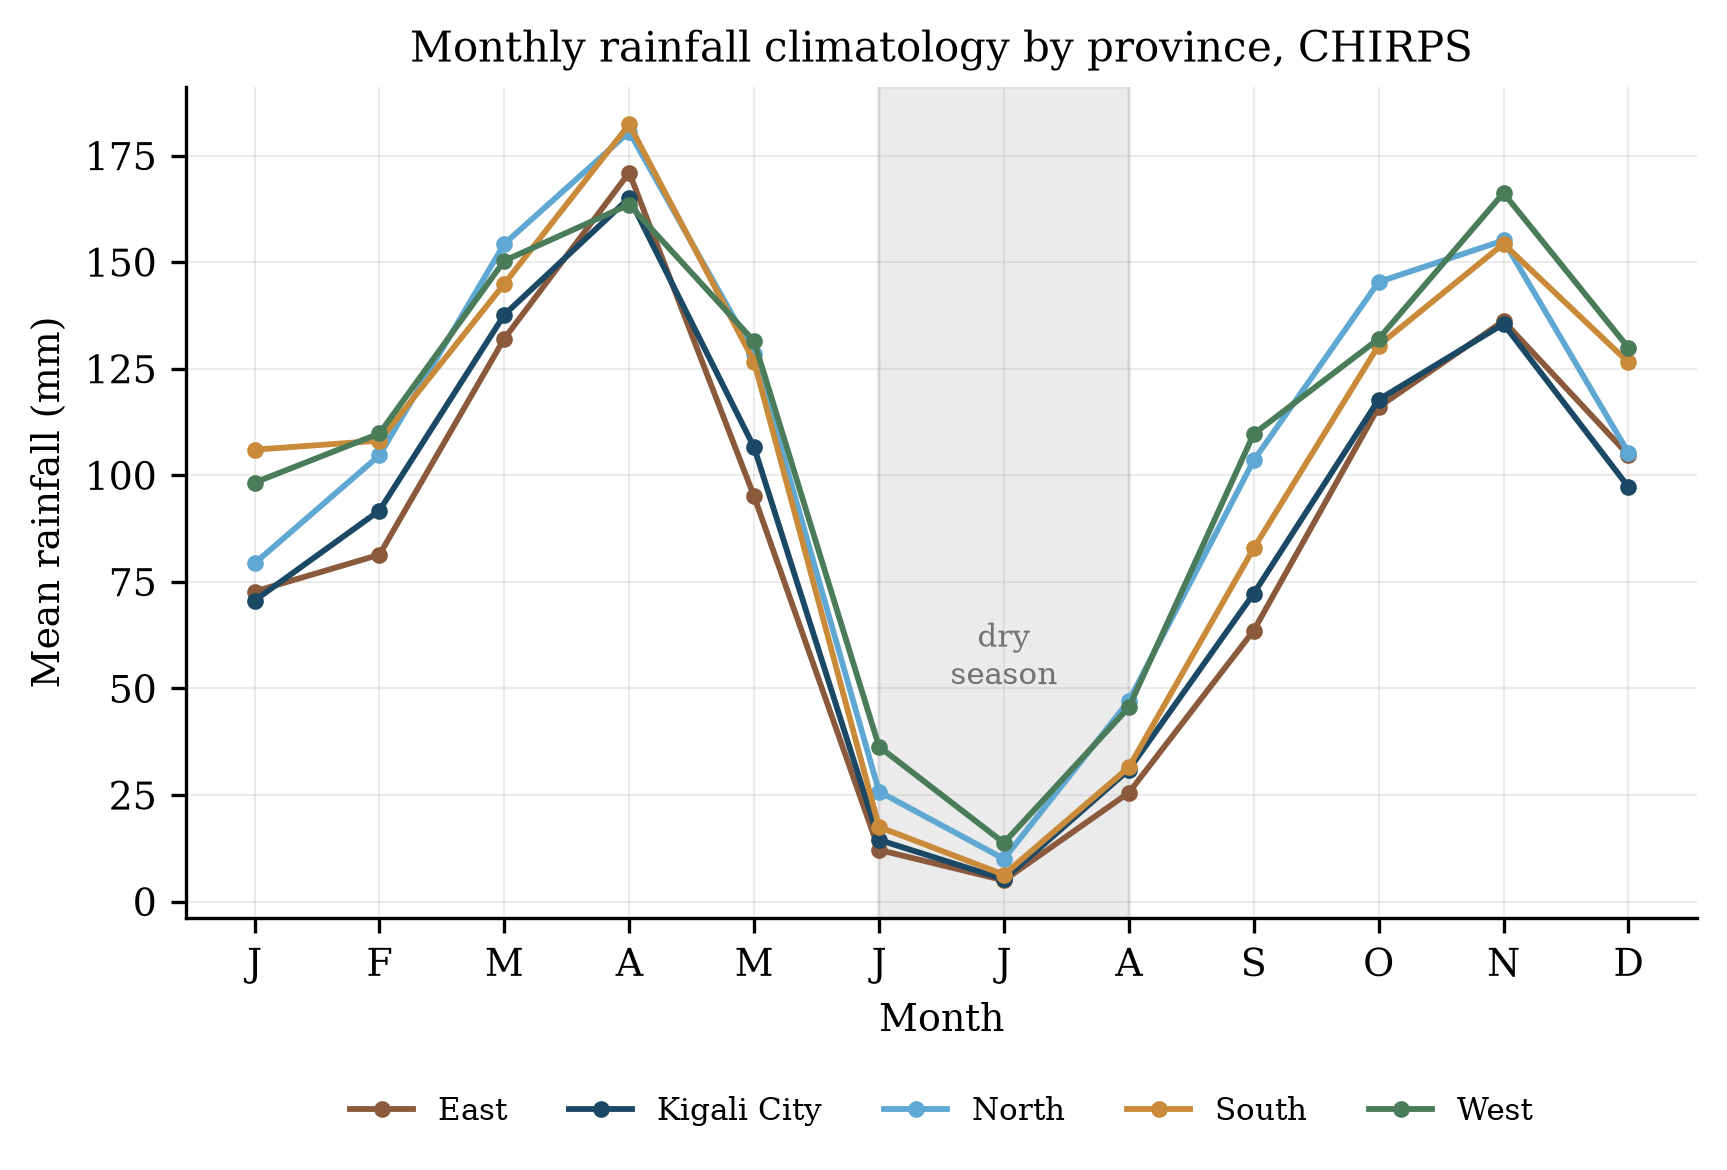 Monthly rainfall climatology by province, CHIRPS
Mean rainfall (mm)
175
150
125
100
75
50
25
0
dry
season
J F M A M J J A S O N D
Month
East Kigali City North South West